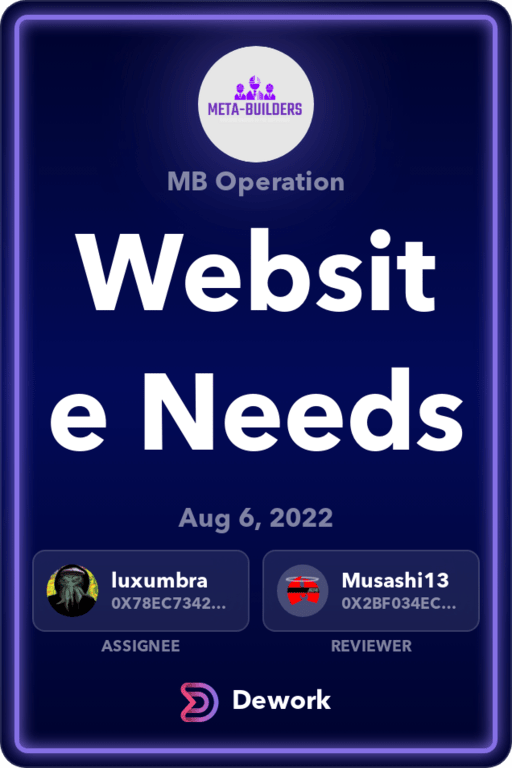 META-BUILDERS
MB Operation
Websit
e Needs
Aug 6, 2022
luxumbra
0X78EC7342...
Musashi13
0X2BF034EC...
ASSIGNEE
REVIEWER
Dework